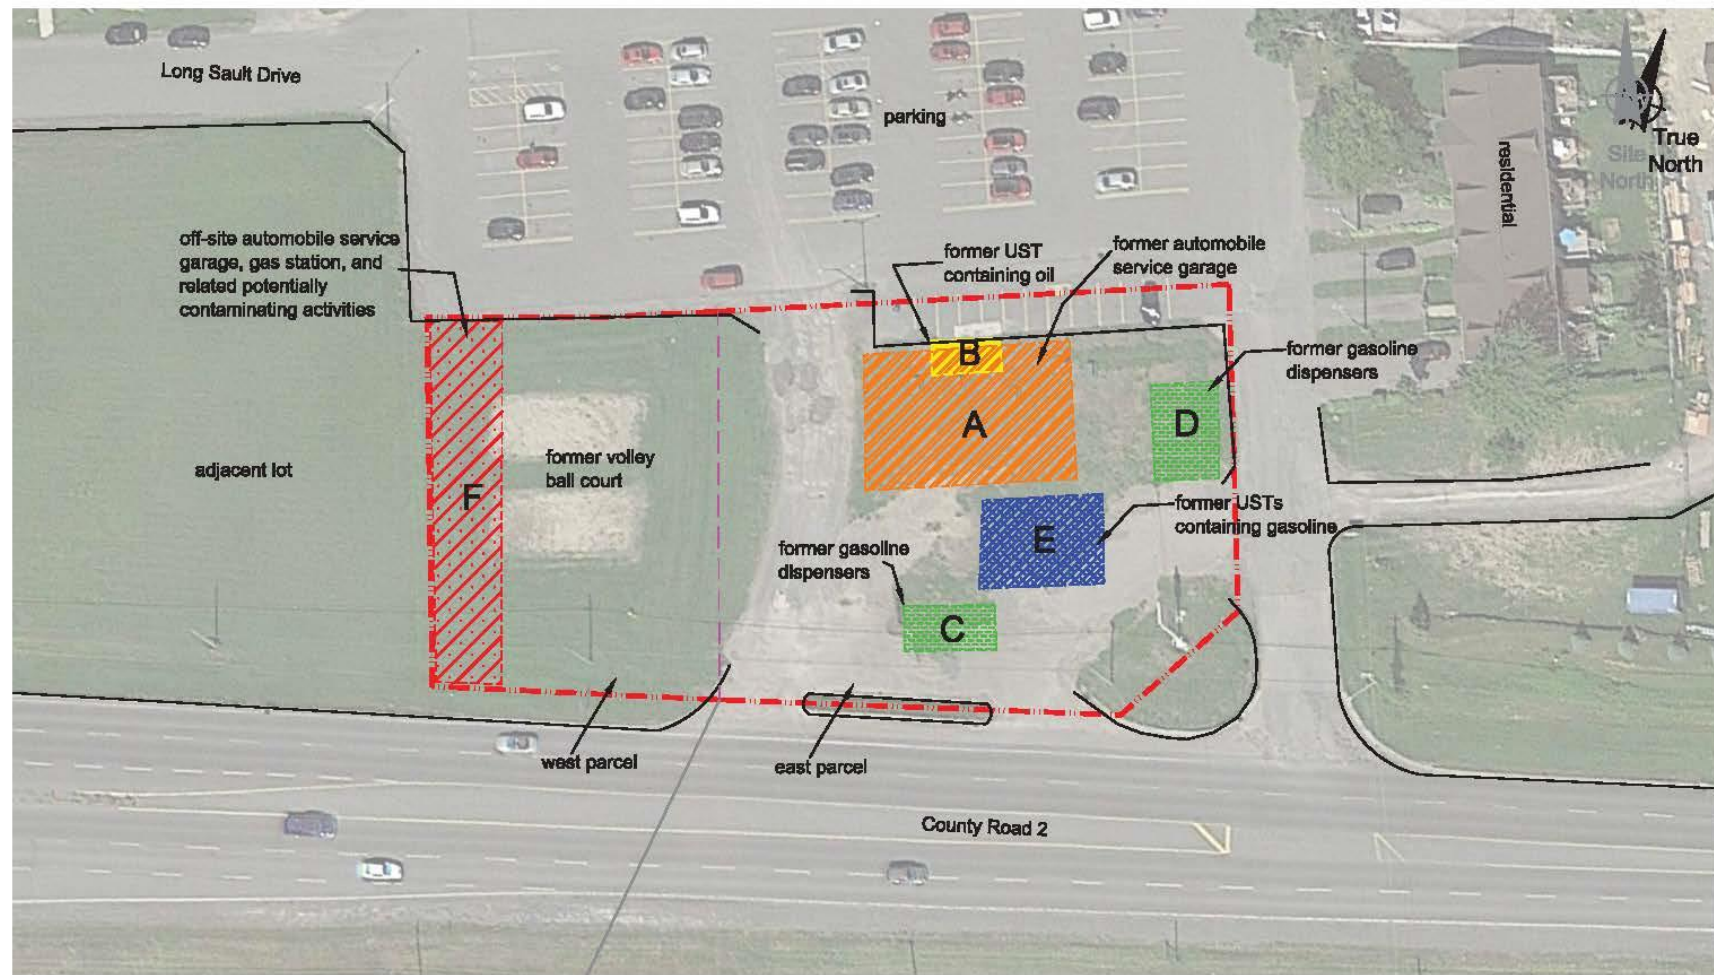 Long Sault Drive
parking
True
North
Site
North
residential
off-site automobile service
garage, gas station, and
related potentially
contaminating activities
former UST
containing oil
former automobile
service garage
B
former gasoline
dispensers
A
D
adjacent lot
former volley
ball court
F
former USTs
containing gasoline
E
former gasoline
dispensers
C
west parcel
east parcel
County Road 2